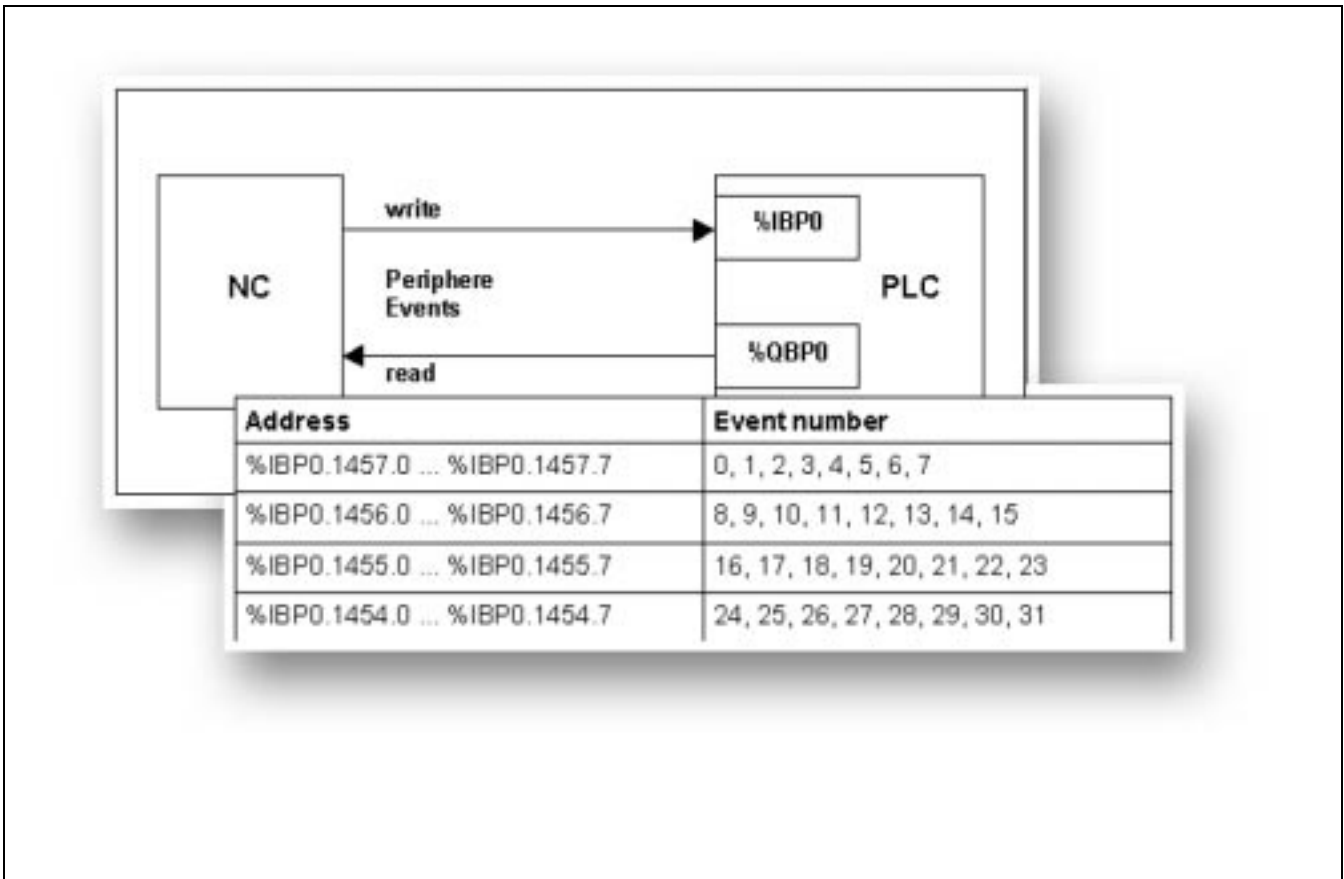 write
%IBP0
NC
Periphere
Events
PLC
%QBP0
read
Address Event number
%IBP0.1457.0 ... %IBP0.1457.7 0, 1, 2, 3, 4, 5, 6, 7
%IBP0.1456.0 ... %IBP0.1456.7 8, 9, 10, 11, 12, 13, 14, 15
%IBP0.1455.0 ... %IBP0.1455.7 16, 17, 18, 19, 20, 21, 22, 23
%IBP0.1454.0 ... %IBP0.1454.7 24, 25, 26, 27, 28, 29, 30, 31